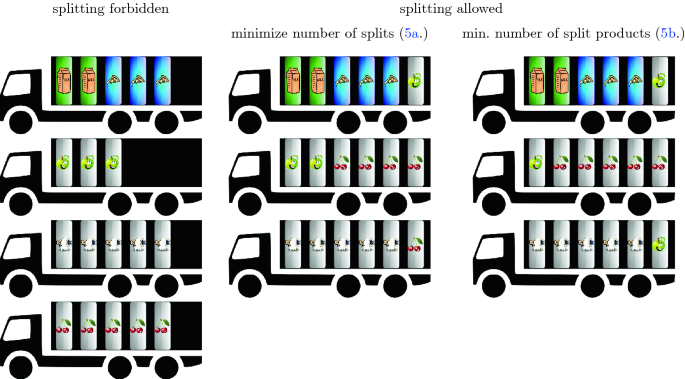 splitting forbidden
splitting allowed
minimize number of splits (5a.)
min. number of split products (5b.)